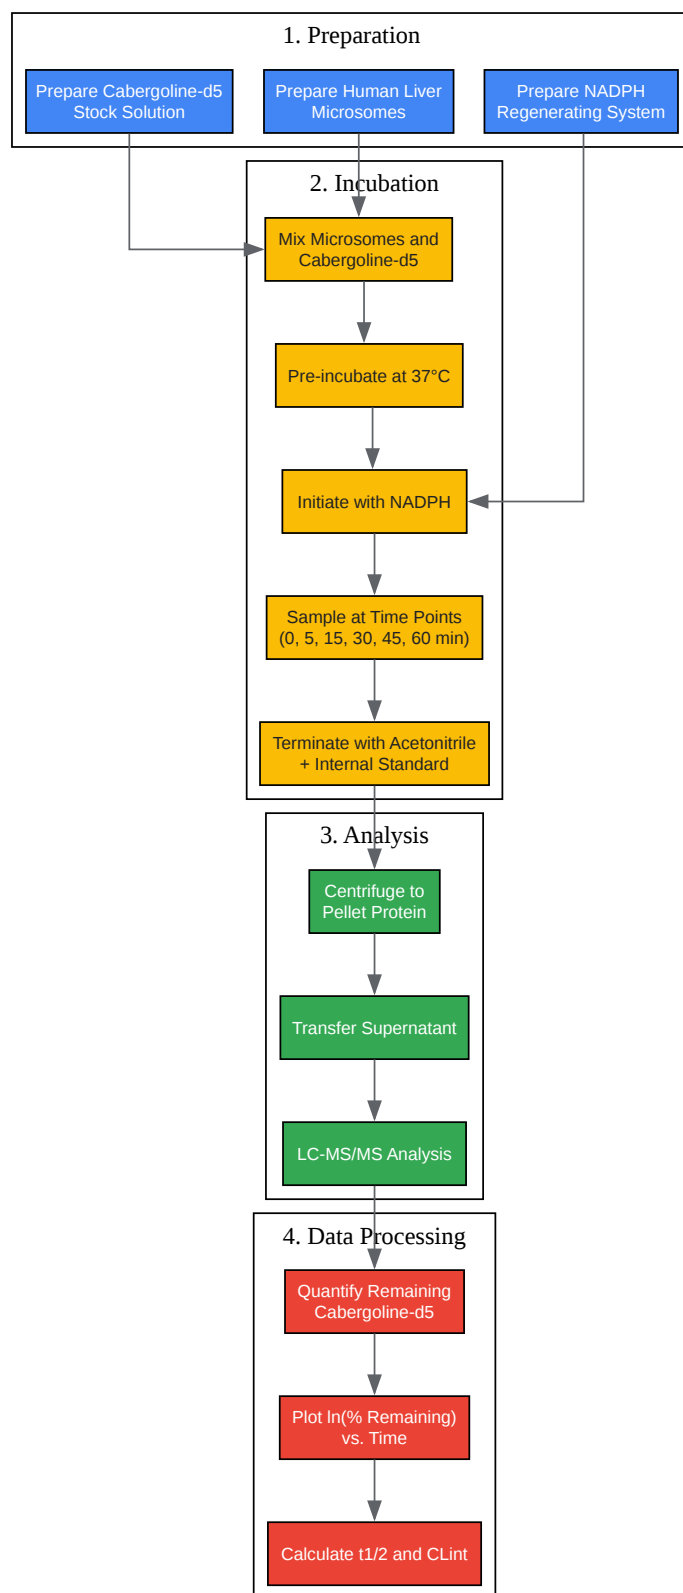 1. Preparation
Prepare Cabergoline-d5
Stock Solution
Prepare Human Liver
Microsomes
Prepare NADPH
Regenerating System
2. Incubation
Mix Microsomes and
Cabergoline-d5
Pre-incubate at 37°C
Initiate with NADPH
Sample at Time Points
(0, 5, 15, 30, 45, 60 min)
Terminate with Acetonitrile
+ Internal Standard
3. Analysis
Centrifuge to
Pellet Protein
Transfer Supernatant
LC-MS/MS Analysis
4. Data Processing
Quantify Remaining
Cabergoline-d5
Plot ln(% Remaining)
vs. Time
Calculate t1/2 and CLint